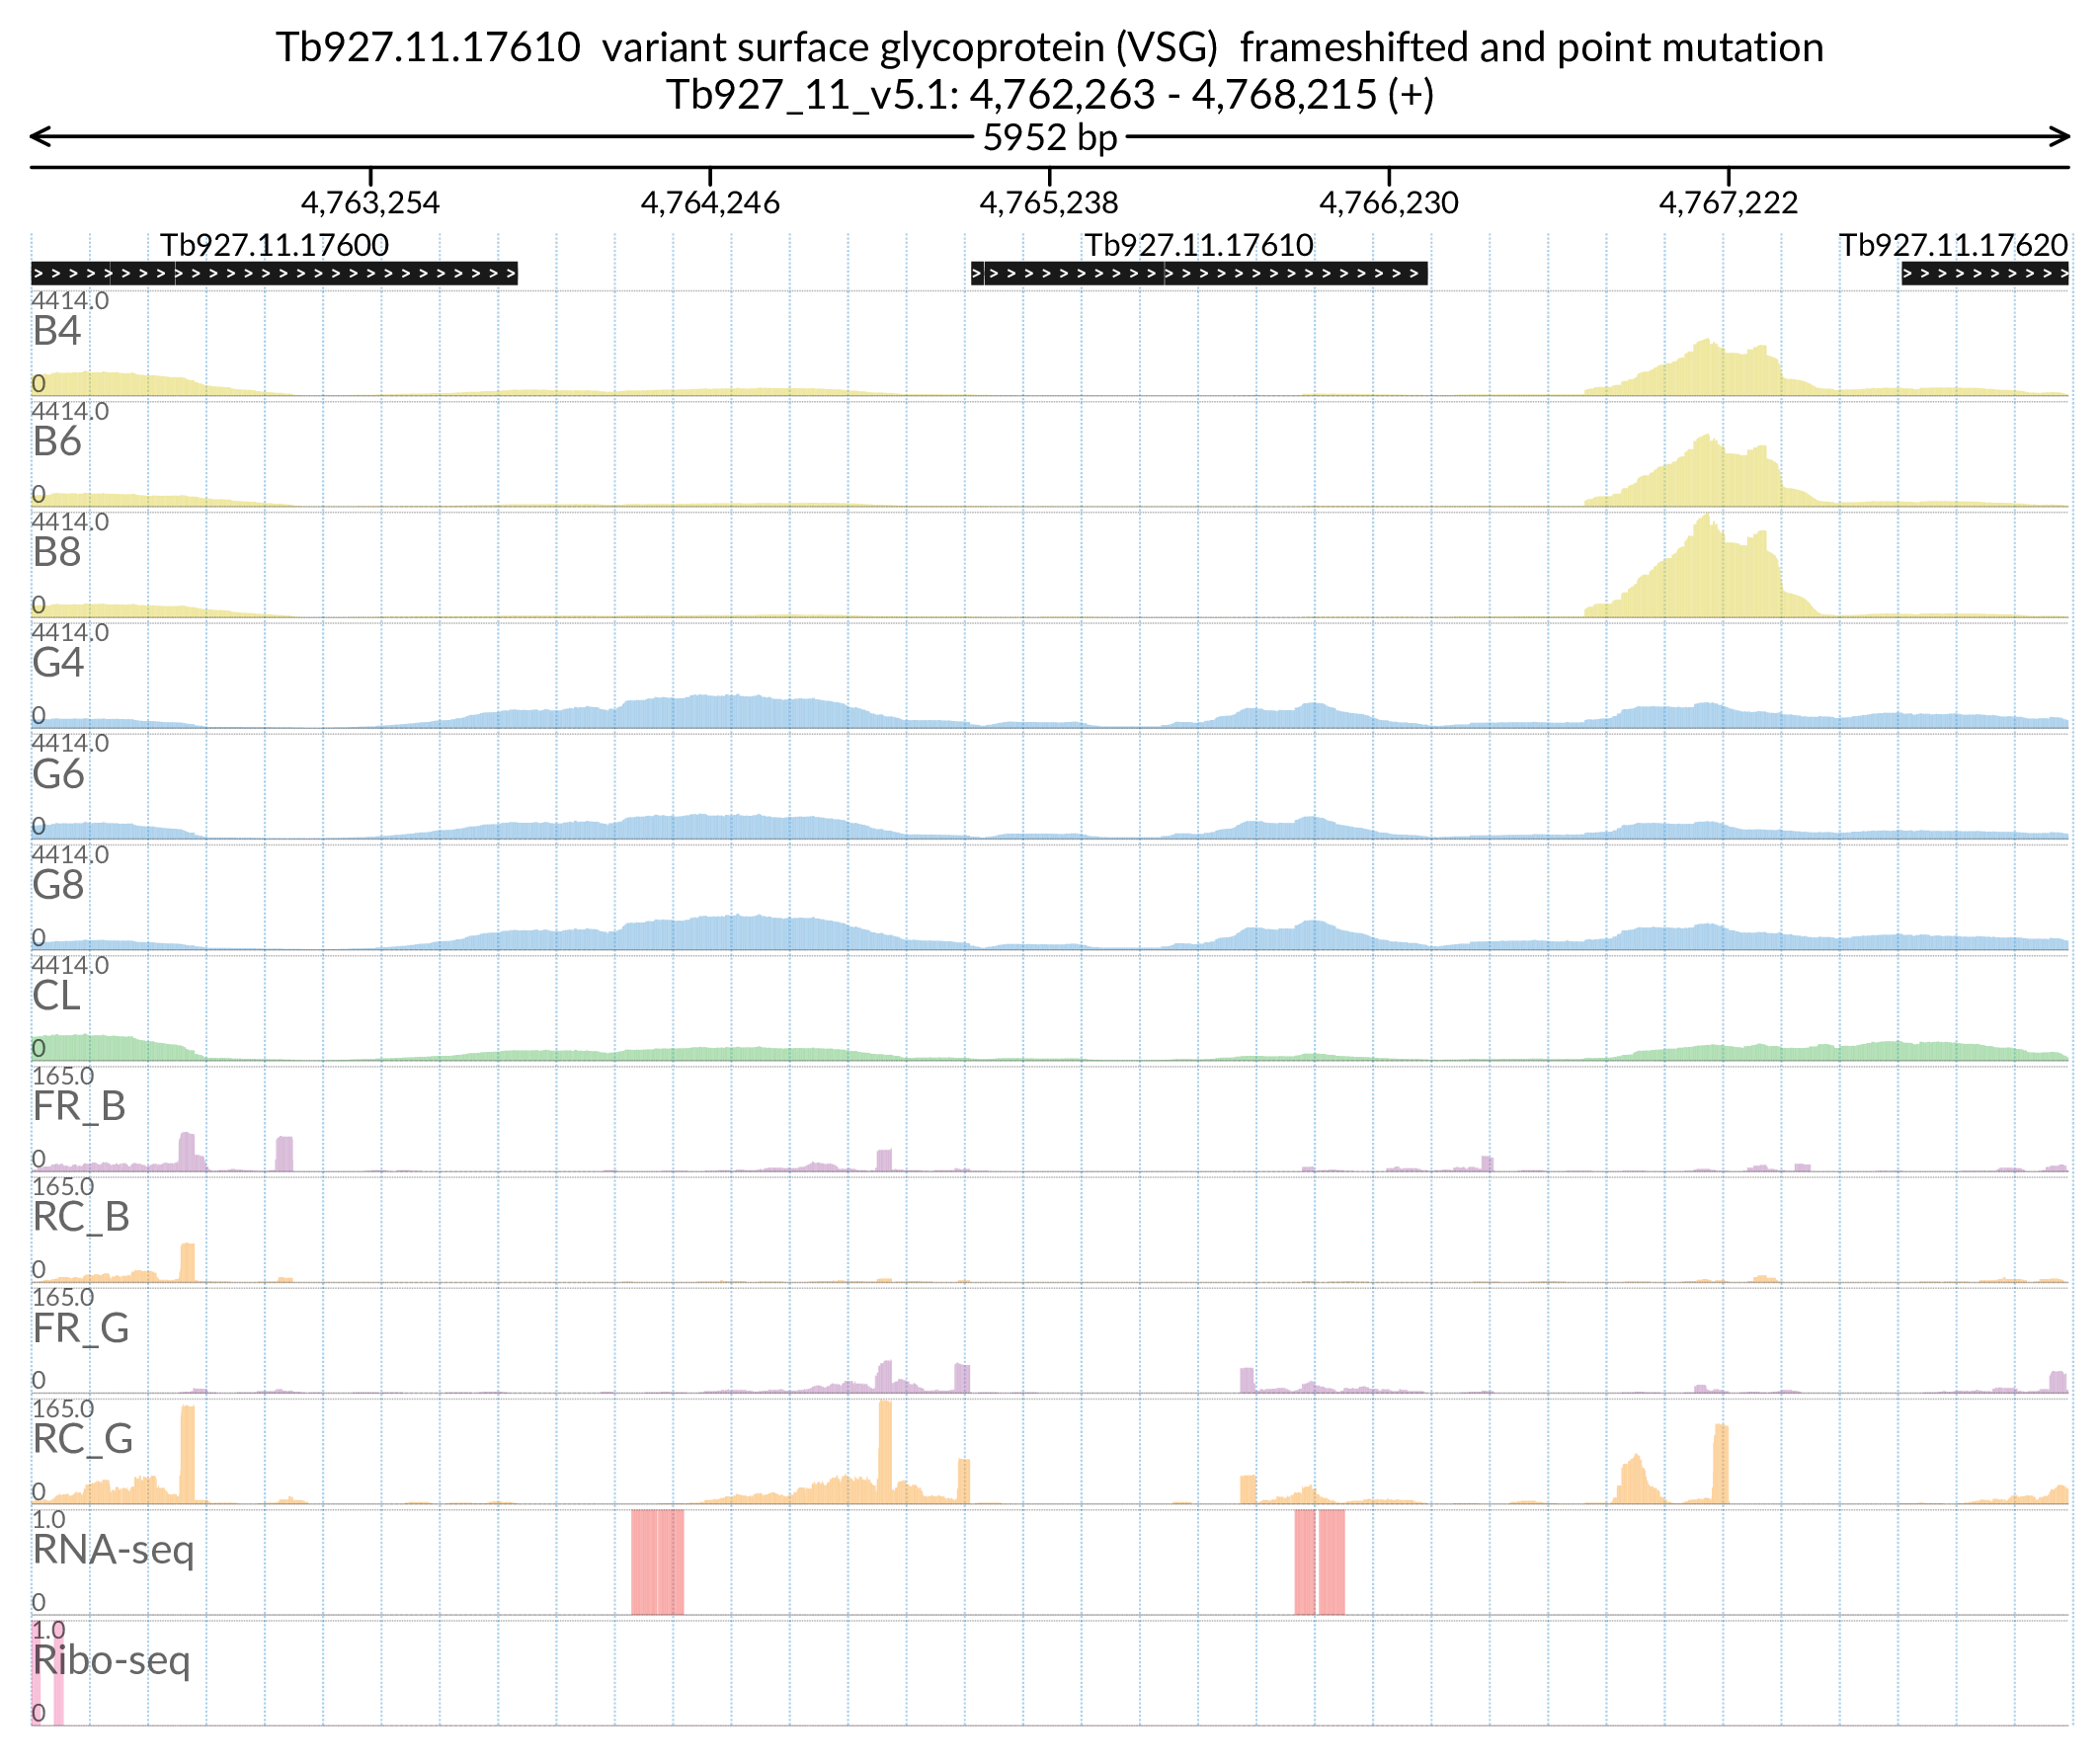 Tb927.11.17610  variant surface glycoprotein (VSG)  frameshifted and point mutation
Tb927_11_v5.1: 4,762,263 - 4,768,215 (+)
5952 bp
4,763,254 4,764,246 4,765,238 4,766,230 4,767,222
Tb927.11.17600 Tb927.11.17610 Tb927.11.17620
4414.0
B4
0
4414.0
B6
0
4414.0
B8
0
4414.0
G4
0
4414.0
G6
0
4414.0
G8
0
4414.0
CL
0
165.0
FR_B
0
165.0
RC_B
0
165.0
FR_G
0
165.0
RC_G
0
1.0
RNA-seq
0
1.0
Ribo-seq
0